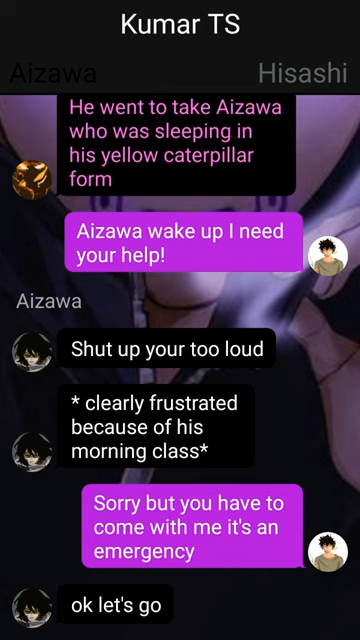 Kumar TS
Aizawa
Hisashi
He went to take Aizawa
who was sleeping in
his yellow caterpillar
form
Aizawa wake up I need
your help!
Aizawa
Shut up your too loud
* clearly frustrated
because of his
morning class*
Sorry but you have to
come with me it's an
emergency
ok let's go